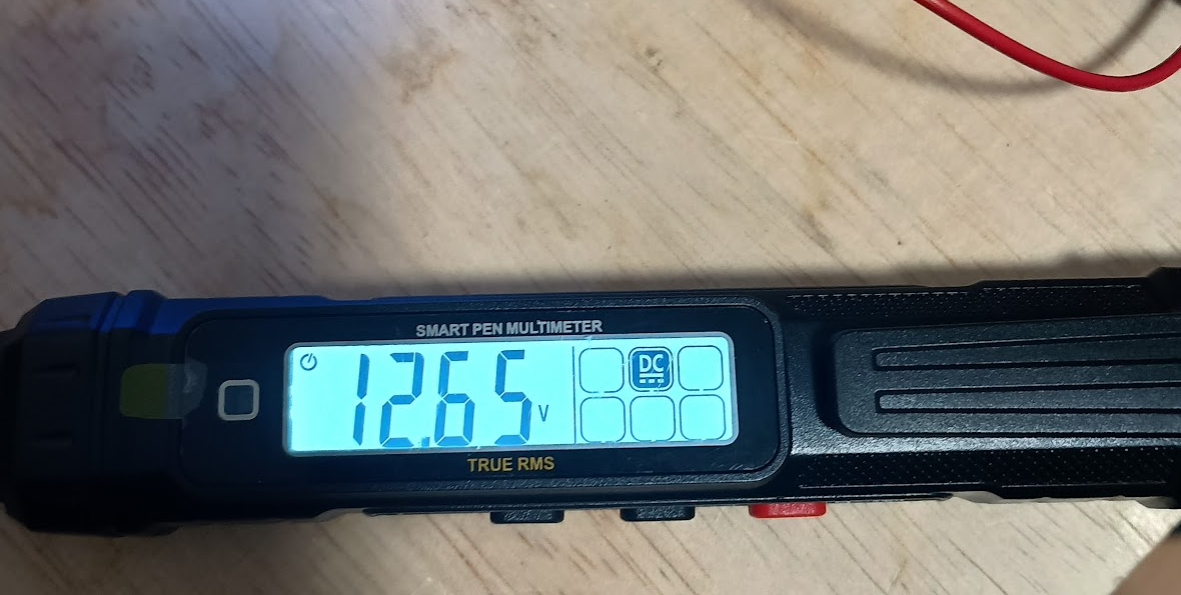 SMART PEN MULTIMETER
12.65 V DC
TRUE RMS